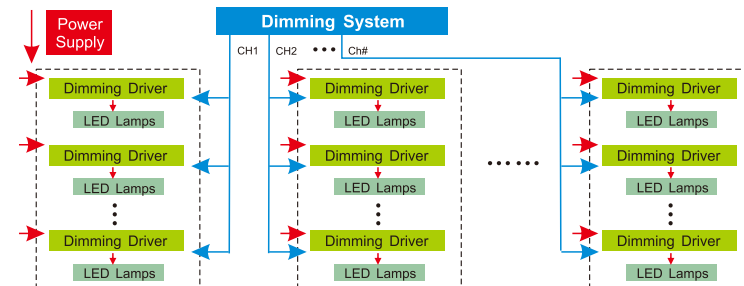 Dimming System
Power
Supply
CH1
CH2
Ch#
Dimming Driver
Dimming Driver
Dimming Driver
LED Lamps
LED Lamps
LED Lamps
Dimming Driver
Dimming Driver
Dimming Driver
LED Lamps
LED Lamps
LED Lamps
Dimming Driver
Dimming Driver
Dimming Driver
LED Lamps
LED Lamps
LED Lamps